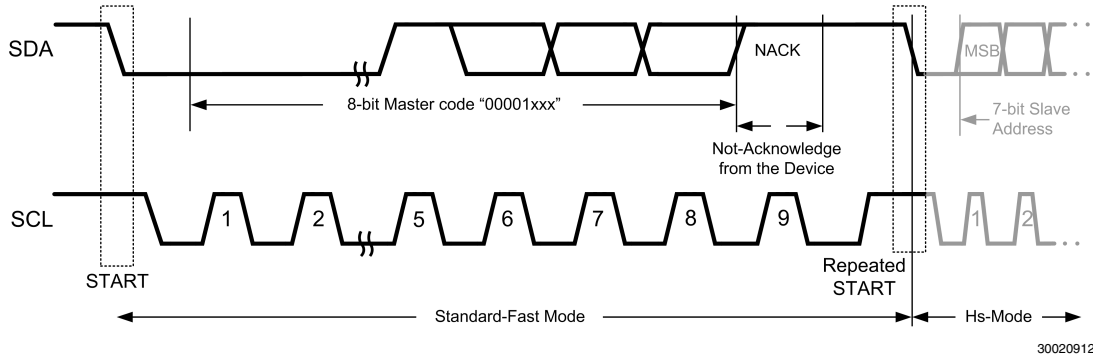 SDA
NACK
MSB
8-bit Master code “00001xxx”
7-bit Slave
Address
Not-Acknowledge
from the Device
SCL
1
2
5
6
7
8
9
1
2
START
Repeated
START
Standard-Fast Mode
Hs-Mode
30020912